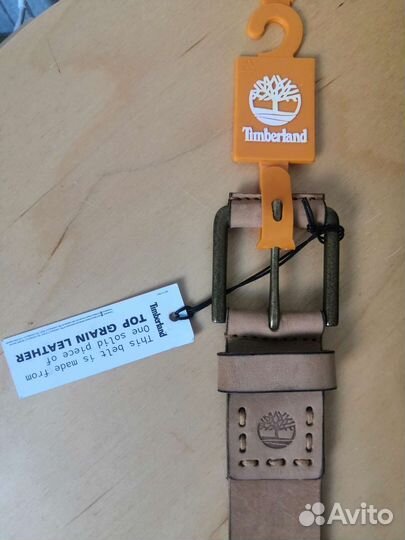 Timberland
Timberland
This belt is made from
One solid piece of
TOP GRAIN LEATHER
Avito